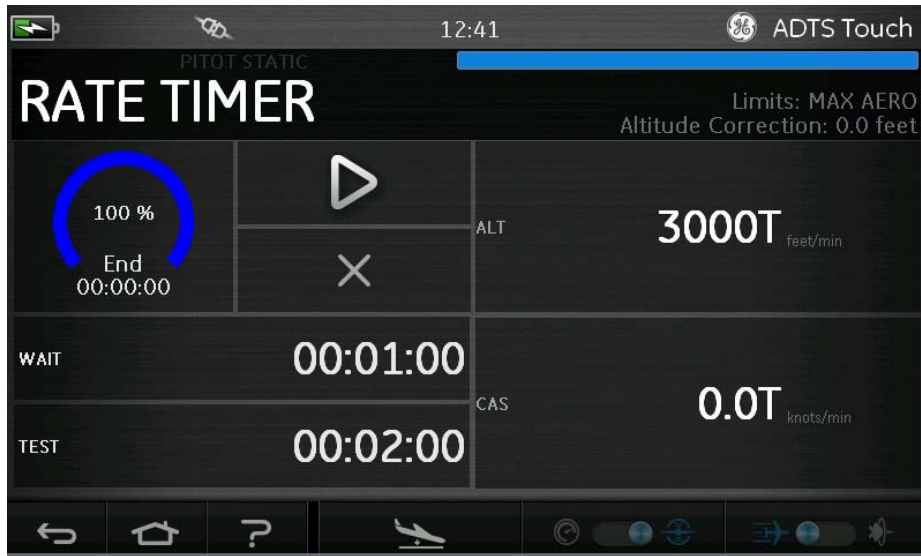 12:41
ADTS Touch
PITOT STATIC
RATE TIMER
Limits: MAX AERO
Altitude Correction: 0.0 feet
100 %
End
00:00:00
ALT
3000T feet/min
WAIT
00:01:00
CAS
0.0T knots/min
TEST
00:02:00